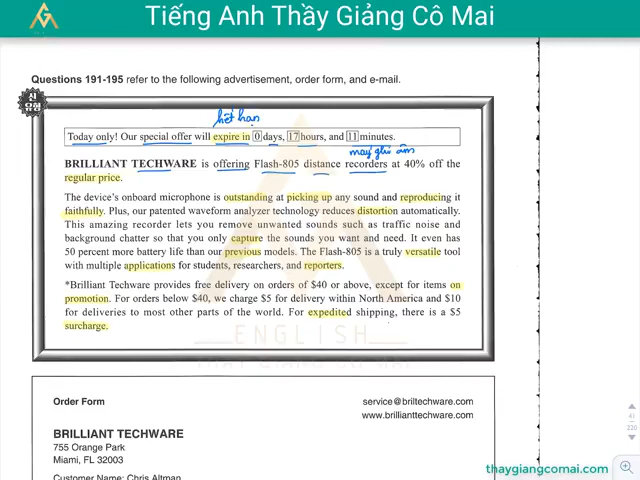 Tiếng Anh Thầy Giảng Cô Mai
Questions 191-195 refer to the following advertisement, order form, and e-mail.
hết hạn
Today only! Our special offer will expire in 0 days, 17 hours, and 11 minutes.
máy ghi âm
BRILLIANT TECHWARE is offering Flash-805 distance recorders at 40% off the
regular price.
The device's onboard microphone is outstanding at picking up any sound and reproducing it
faithfully. Plus, our patented waveform analyzer technology reduces distortion automatically.
This amazing recorder lets you remove unwanted sounds such as traffic noise and
background chatter so that you only capture the sounds you want and need. It even has
50 percent more battery life than our previous models. The Flash-805 is a truly versatile tool
with multiple applications for students, researchers, and reporters.
*Brilliant Techware provides free delivery on orders of $40 or above, except for items on
promotion. For orders below $40, we charge $5 for delivery within North America and $10
for deliveries to most other parts of the world. For expedited shipping, there is a $5
surcharge.
ENGLISH
THẦY GIẢNG CÔ MAI
Order Form
service@briltechware.com
www.brillianttechware.com
BRILLIANT TECHWARE
755 Orange Park
Miami, FL 32003
Customer Name: Chris Altman
41
220
thaygiangcomai.com